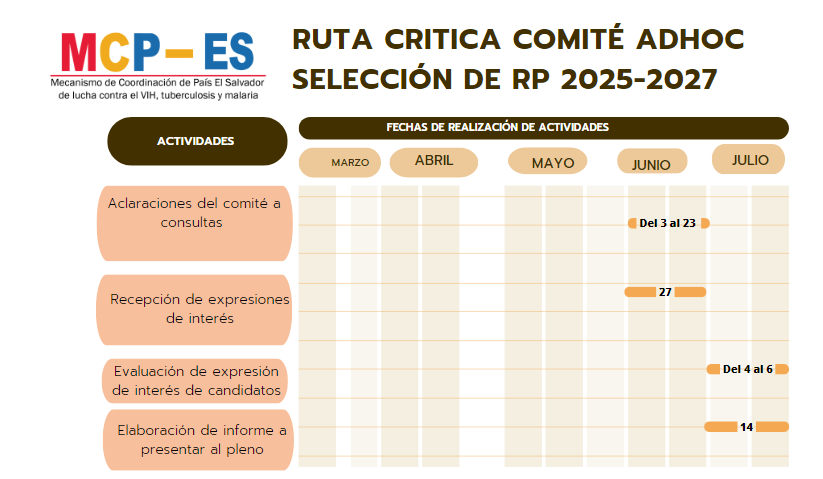 MCP-ES
Mecanismo de Coordinación de País El Salvador
de lucha contra el VIH, tuberculosis y malaria
RUTA CRITICA COMITÉ ADHOC
SELECCIÓN DE RP 2025-2027
ACTIVIDADES
FECHAS DE REALIZACIÓN DE ACTIVIDADES
MARZO
ABRIL
MAYO
JUNIO
JULIO
Aclaraciones del comité a
consultas
Del 3 al 23
Recepción de expresiones
de interés
27
Evaluación de expresión
de interés de candidatos
Del 4 al 6
Elaboración de informe a
presentar al pleno
14